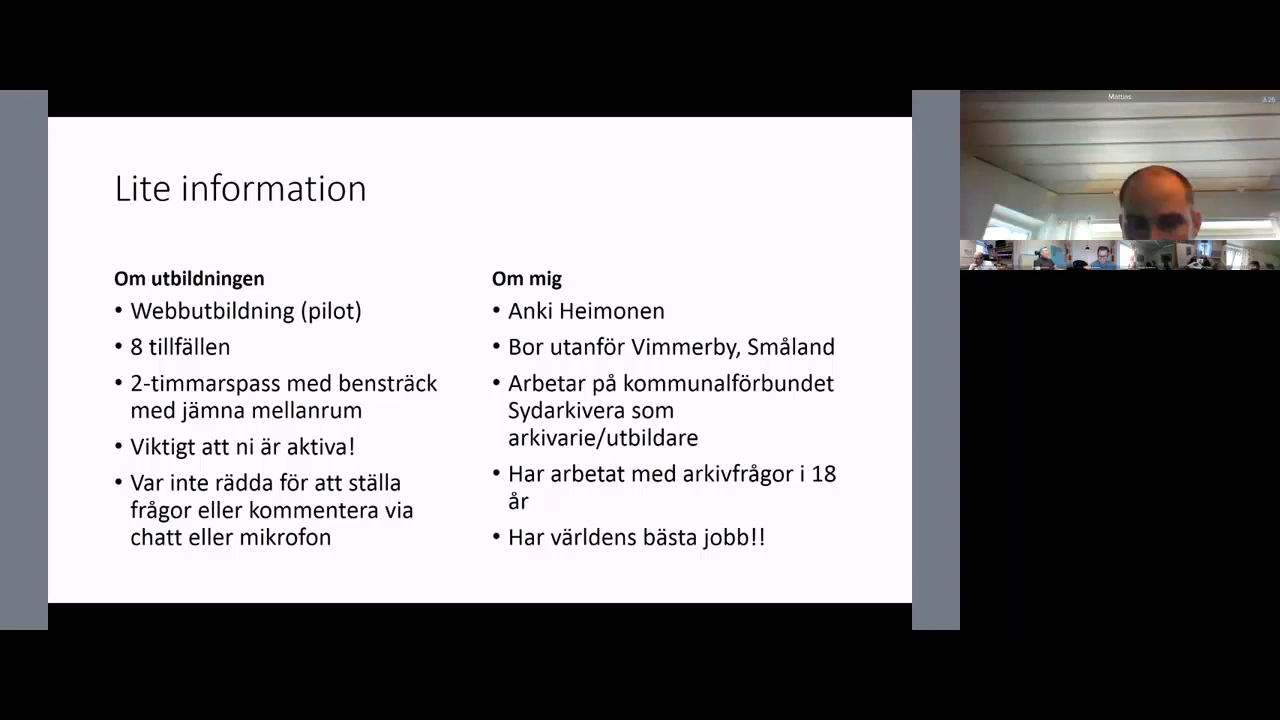 Lite information
Om utbildningen
• Webbutbildning (pilot)
• 8 tillfällen
• 2-timmarspass med bensträck
med jämna mellanrum
• Viktigt att ni är aktiva!
• Var inte rädda för att ställa
frågor eller kommentera via
chatt eller mikrofon
Om mig
• Anki Heimonen
• Bor utanför Vimmerby, Småland
• Arbetar på kommunalförbundet
Sydarkivera som
arkivarie/utbildare
• Har arbetat med arkivfrågor i 18
år
• Har världens bästa jobb!!